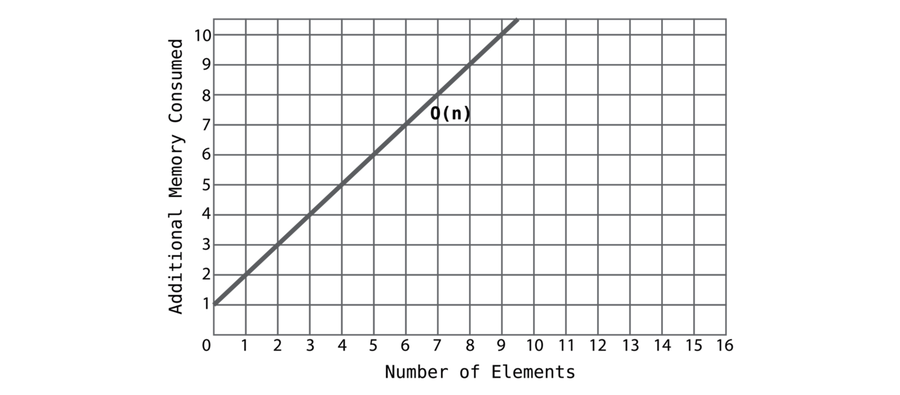 Additional Memory Consumed
10
9
8
7
6
5
4
3
2
1
O(n)
0 1 2 3 4 5 6 7 8 9 10 11 12 13 14 15 16
Number of Elements